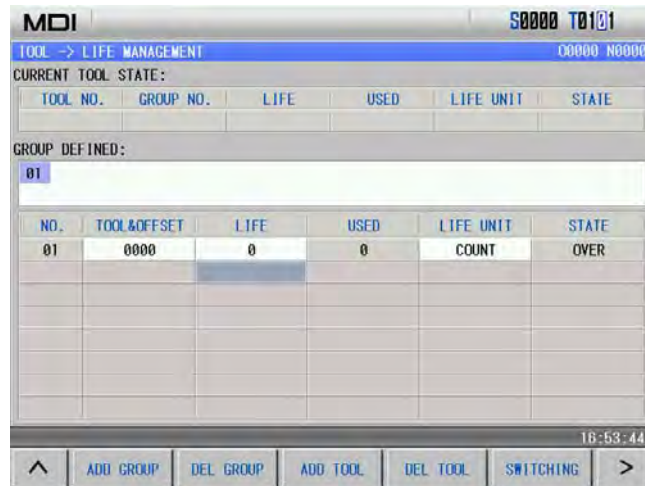 MDI S0000 T0101
TOOL -> LIFE MANAGEMENT O0000 N0000
CURRENT TOOL STATE:
TOOL NO. GROUP NO. LIFE USED LIFE UNIT STATE
GROUP DEFINED:
01
NO. TOOL&OFFSET LIFE USED LIFE UNIT STATE
01 0000 0 0 COUNT OVER
16:53:44
^ ADD GROUP DEL GROUP ADD TOOL DEL TOOL SWITCHING >